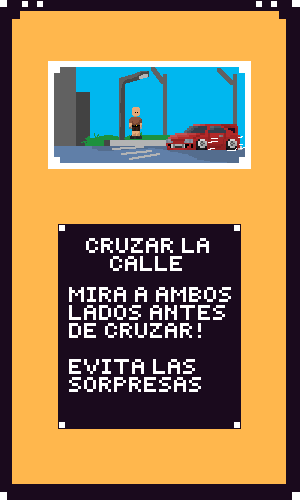 CRUZAR LA
CALLE
MIRA A AMBOS
LADOS ANTES
DE CRUZAR!
EVITA LAS
SORPRESAS